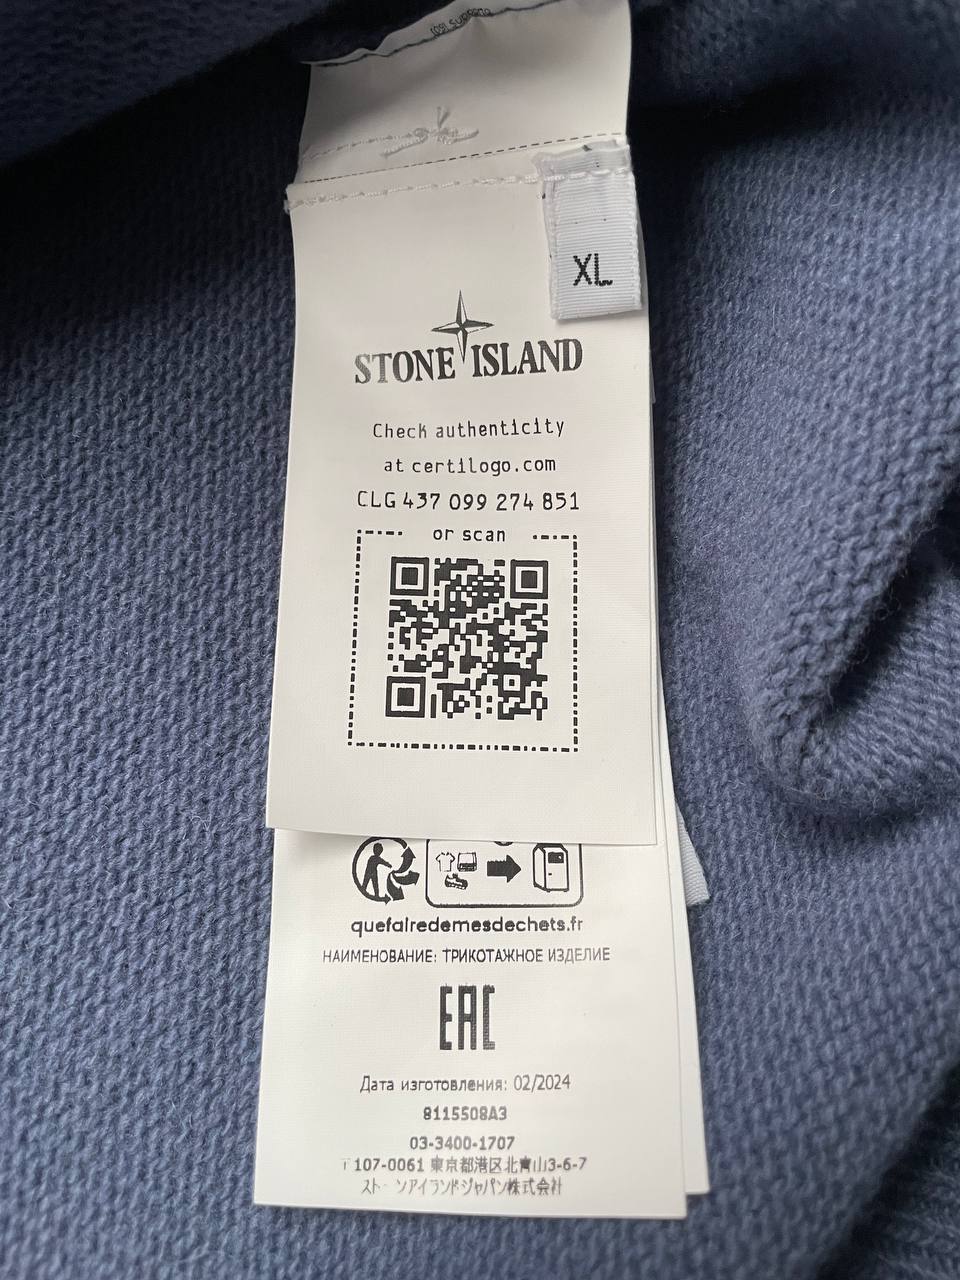 XL
STONE ISLAND
Check authenticity
at certilogo.com
CLG 437 099 274 851
or scan
quefairedemesdechets.fr
НАИМЕНОВАНИЕ: ТРИКОТАЖНОЕ ИЗДЕЛИЕ
EAC
Дата изготовления: 02/2024
8115508A3
03-3400-1707
〒107-0061 東京都港区北青山3-6-7
ストーンアイランドジャパン株式会社